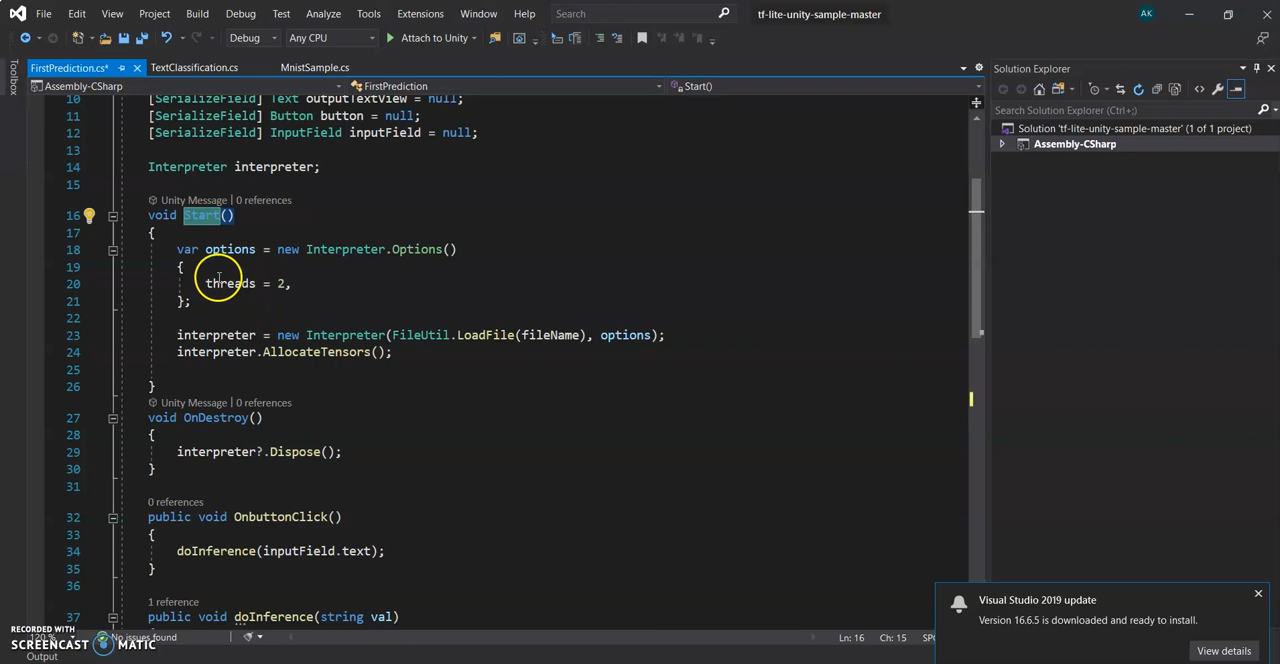 File Edit View Git Project Build Debug Test Analyze Tools Extensions Window Help Search tf-lite-unity-sample-master AK
Debug Any CPU Attach to Unity
FirstPrediction.cs* TextClassification.cs MnistSample.cs
Assembly-CSharp FirstPrediction Start()
Toolbox
10 [SerializeField] Text outputTextView = null;
11 [SerializeField] Button button = null;
12 [SerializeField] InputField inputField = null;
13
14 Interpreter interpreter;
15
Unity Message | 0 references
16 void Start()
17 {
18 var options = new Interpreter.Options()
19 {
20 threads = 2,
21 };
22
23 interpreter = new Interpreter(FileUtil.LoadFile(fileName), options);
24 interpreter.AllocateTensors();
25
26 }
Unity Message | 0 references
27 void OnDestroy()
28 {
29 interpreter?.Dispose();
30 }
31
0 references
32 public void OnbuttonClick()
33 {
34 doInference(inputField.text);
35 }
36
1 reference
37 public void doInference(string val)
120 % No issues found Ln: 16 Ch: 15
Output
RECORDED WITH
SCREENCAST MATIC
Solution Explorer
Search Solution Explorer (Ctrl+;)
Solution 'tf-lite-unity-sample-master' (1 of 1 project)
Assembly-CSharp
Visual Studio 2019 update
Version 16.6.5 is downloaded and ready to install.
View details